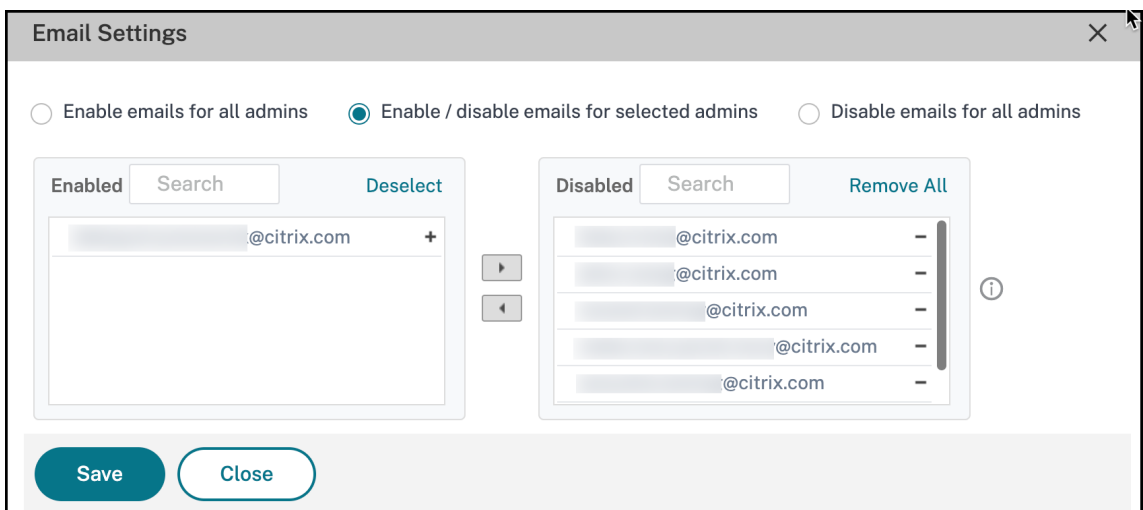 Email Settings
Enable emails for all admins
Enable / disable emails for selected admins
Disable emails for all admins
Enabled Search Deselect
@citrix.com +
Disabled Search Remove All
@citrix.com −
@citrix.com −
@citrix.com −
@citrix.com −
@citrix.com −
Save
Close